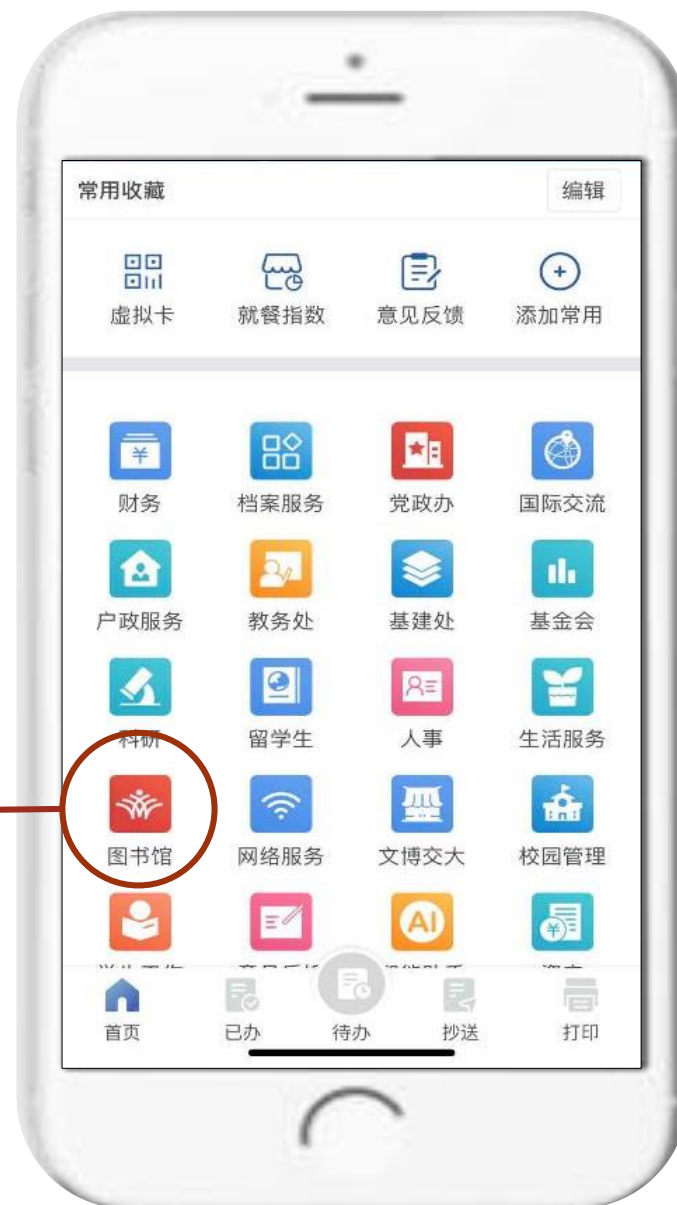 常用收藏 编辑
虚拟卡 就餐指数 意见反馈 添加常用
财务 档案服务 党政办 国际交流
户政服务 教务处 基建处 基金会
科研 留学生 人事 生活服务
图书馆 网络服务 文博交大 校园管理
AI
首页 已办 待办 抄送 打印